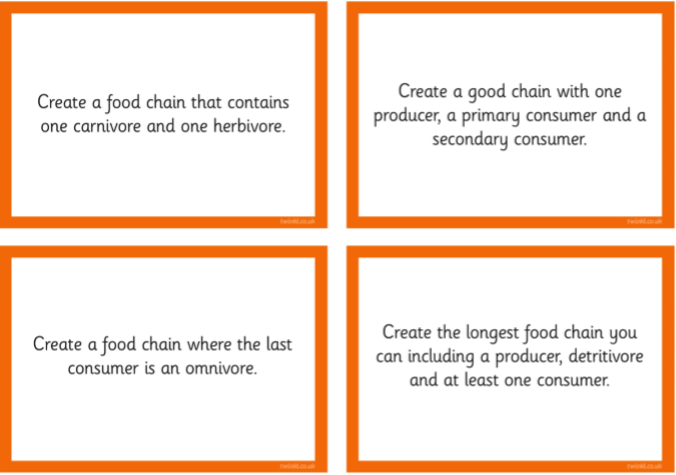 Create a food chain that contains
one carnivore and one herbivore.
twinkl.co.uk
Create a good chain with one
producer, a primary consumer and a
secondary consumer.
twinkl.co.uk
Create a food chain where the last
consumer is an omnivore.
twinkl.co.uk
Create the longest food chain you
can including a producer, detritivore
and at least one consumer.
twinkl.co.uk